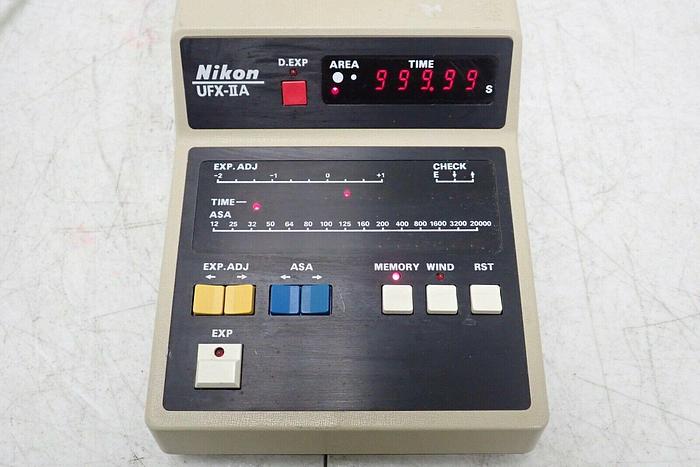 D.EXP
AREA TIME
Nikon
UFX-IIA
999.99 S
EXP.ADJ CHECK
-2 -1 0 +1 E
TIME
ASA
12 25 32 50 64 80 100 125 160 200 400 800 1600 3200 20000
EXP.ADJ ASA MEMORY WIND RST
← → ← →
EXP